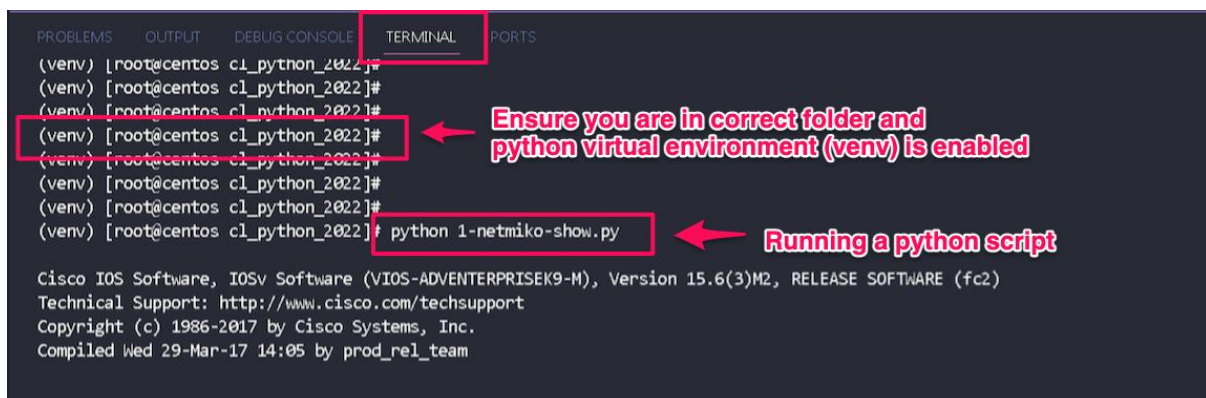 PROBLEMS OUTPUT DEBUG CONSOLE TERMINAL PORTS
(venv) [root@centos cl_python_2022]#
(venv) [root@centos cl_python_2022]#
(venv) [root@centos cl_python_2022]#
(venv) [root@centos cl_python_2022]#
Ensure you are in correct folder and
python virtual environment (venv) is enabled
(venv) [root@centos cl_python_2022]#
(venv) [root@centos cl_python_2022]#
(venv) [root@centos cl_python_2022]#
(venv) [root@centos cl_python_2022]# python 1-netmiko-show.py
Running a python script
Cisco IOS Software, IOSv Software (VIOS-ADVENTERPRISEK9-M), Version 15.6(3)M2, RELEASE SOFTWARE (fc2)
Technical Support: http://www.cisco.com/techsupport
Copyright (c) 1986-2017 by Cisco Systems, Inc.
Compiled Wed 29-Mar-17 14:05 by prod_rel_team